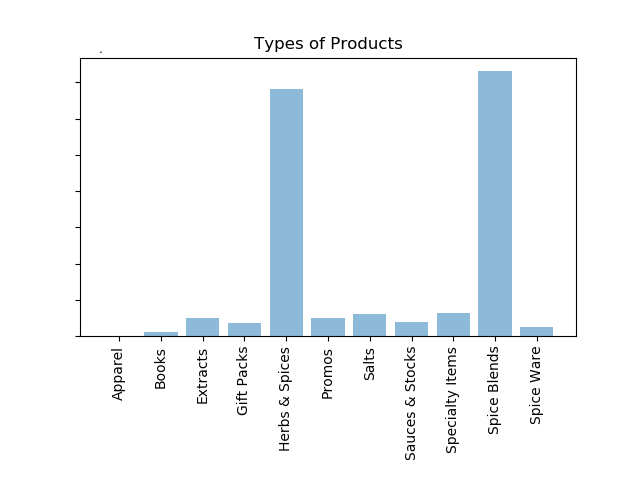 Types of Products
Apparel
Books
Extracts
Gift Packs
Herbs & Spices
Promos
Salts
Sauces & Stocks
Specialty Items
Spice Blends
Spice Ware